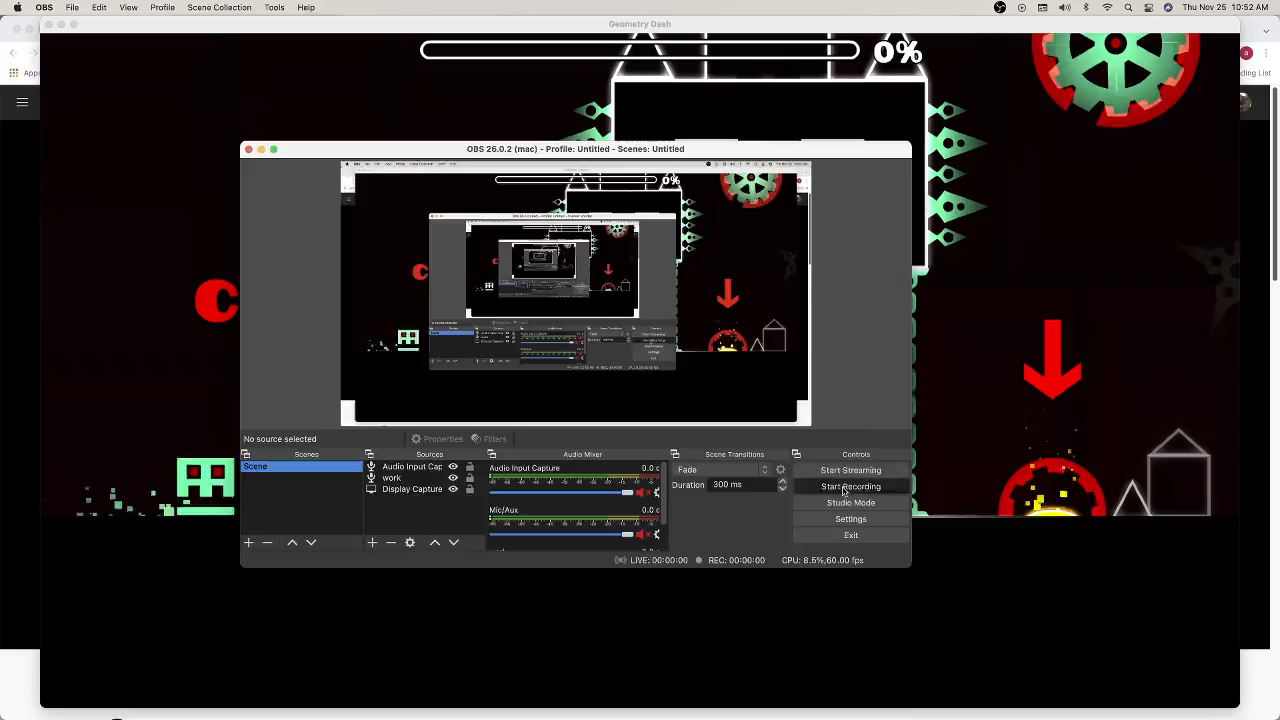 OBS File Edit View Profile Scene Collection Tools Help Thu Nov 25 10:52 AM
Geometry Dash
Apps
0%
OBS 26.0.2 (mac) - Profile: Untitled - Scenes: Untitled
0%
C
No source selected Properties Filters
Scenes Sources Audio Mixer Scene Transitions Controls
Scene
Audio Input Cap
work
Display Capture
Audio Input Capture 0.0
Mic/Aux 0.0
Fade
Duration 300 ms
Start Streaming
Start Recording
Studio Mode
Settings
Exit
LIVE: 00:00:00 REC: 00:00:00 CPU: 8.5%,60.00 fps